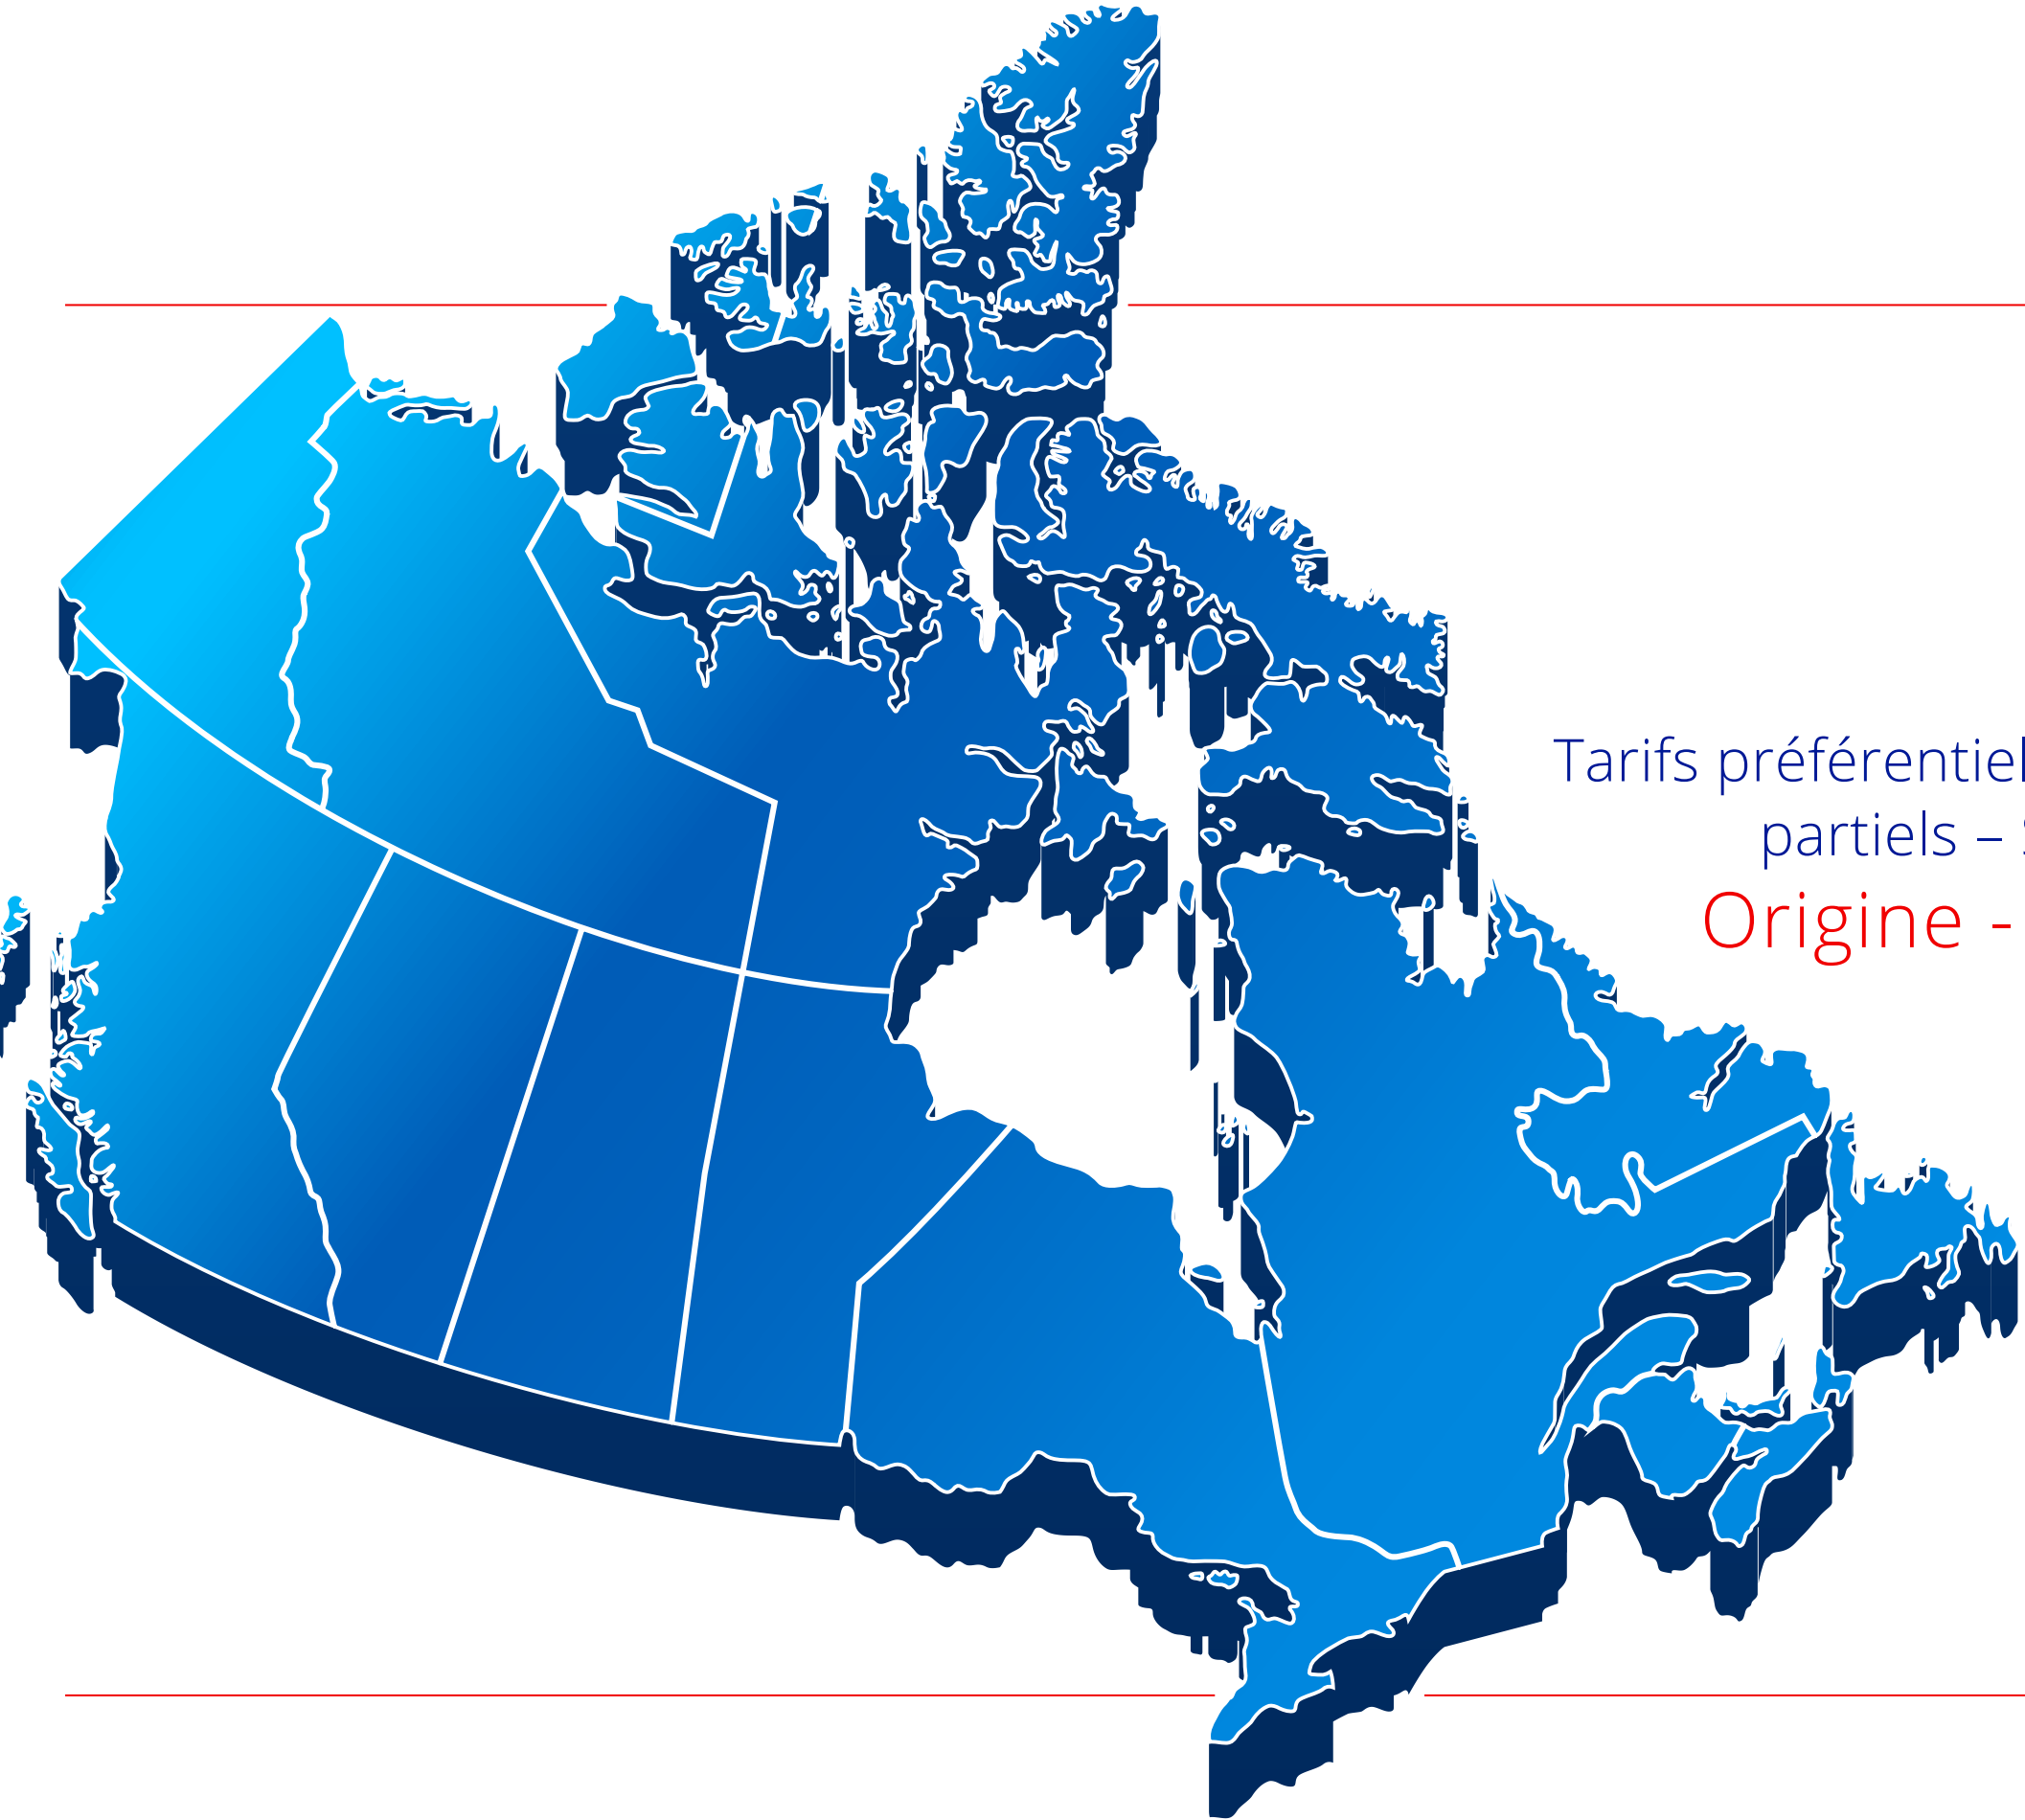 Tarifs préférentiel
partiels –
Origine -